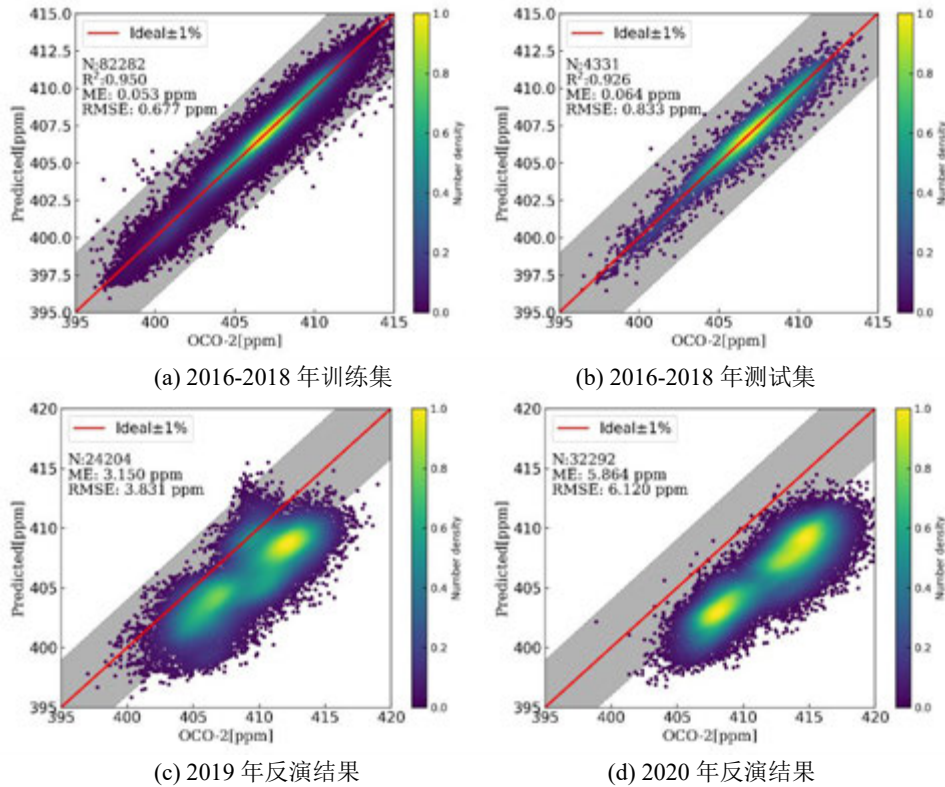 415.0
412.5
410.0
407.5
405.0
402.5
400.0
397.5
395.0
Predicted[ppm]
Ideal±1%
N:82282
R²:0.950
ME: 0.053 ppm
RMSE: 0.677 ppm
395 400 405 410 415
OCO-2[ppm]
1.0
0.8
0.6
0.4
0.2
0.0
Number density
(a) 2016-2018 年训练集
415.0
412.5
410.0
407.5
405.0
402.5
400.0
397.5
395.0
Predicted[ppm]
Ideal±1%
N:4331
R²:0.926
ME: 0.064 ppm
RMSE: 0.833 ppm
395 400 405 410 415
OCO-2[ppm]
1.0
0.8
0.6
0.4
0.2
0.0
Number density
(b) 2016-2018 年测试集
420
415
410
405
400
395
Predicted[ppm]
Ideal±1%
N:24204
ME: 3.150 ppm
RMSE: 3.831 ppm
395 400 405 410 415 420
OCO-2[ppm]
1.0
0.8
0.6
0.4
0.2
0.0
Number density
(c) 2019 年反演结果
420
415
410
405
400
395
Predicted[ppm]
Ideal±1%
N:32292
ME: 5.864 ppm
RMSE: 6.120 ppm
395 400 405 410 415 420
OCO-2[ppm]
1.0
0.8
0.6
0.4
0.2
0.0
Number density
(d) 2020 年反演结果